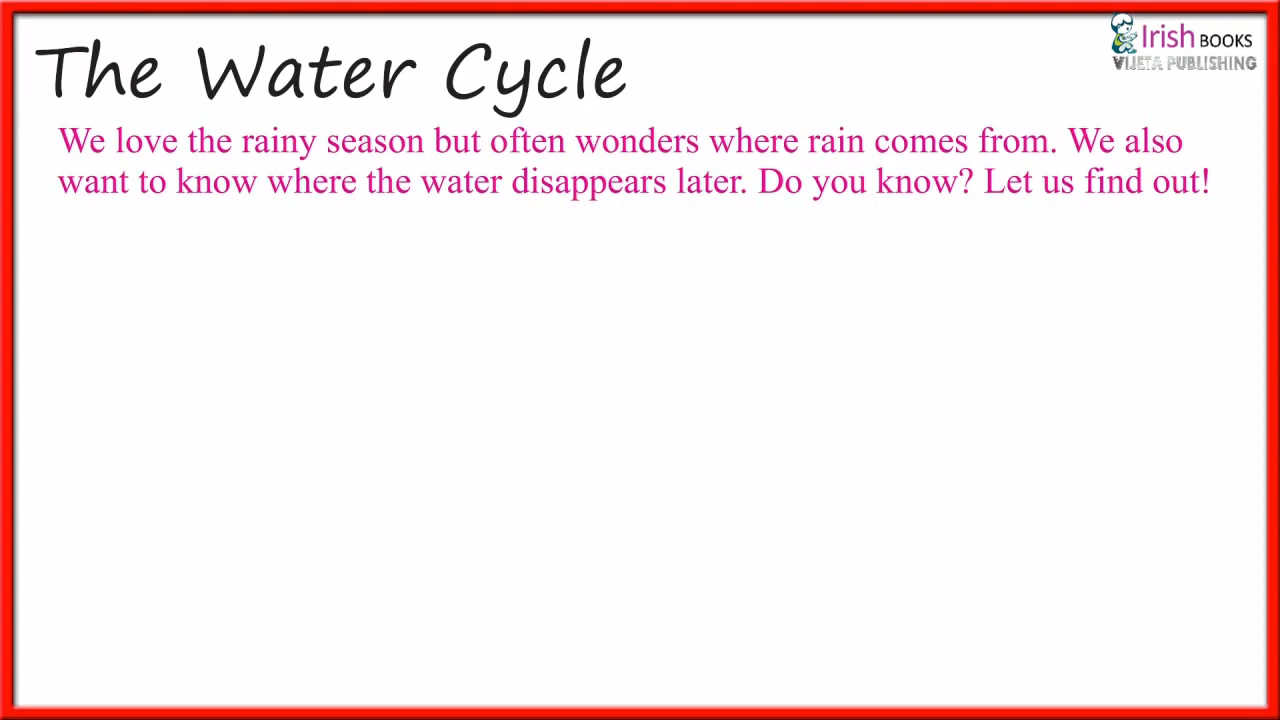 The Water Cycle
Irish BOOKS
VIJETA PUBLISHING
We love the rainy season but often wonders where rain comes from. We also
want to know where the water disappears later. Do you know? Let us find out!